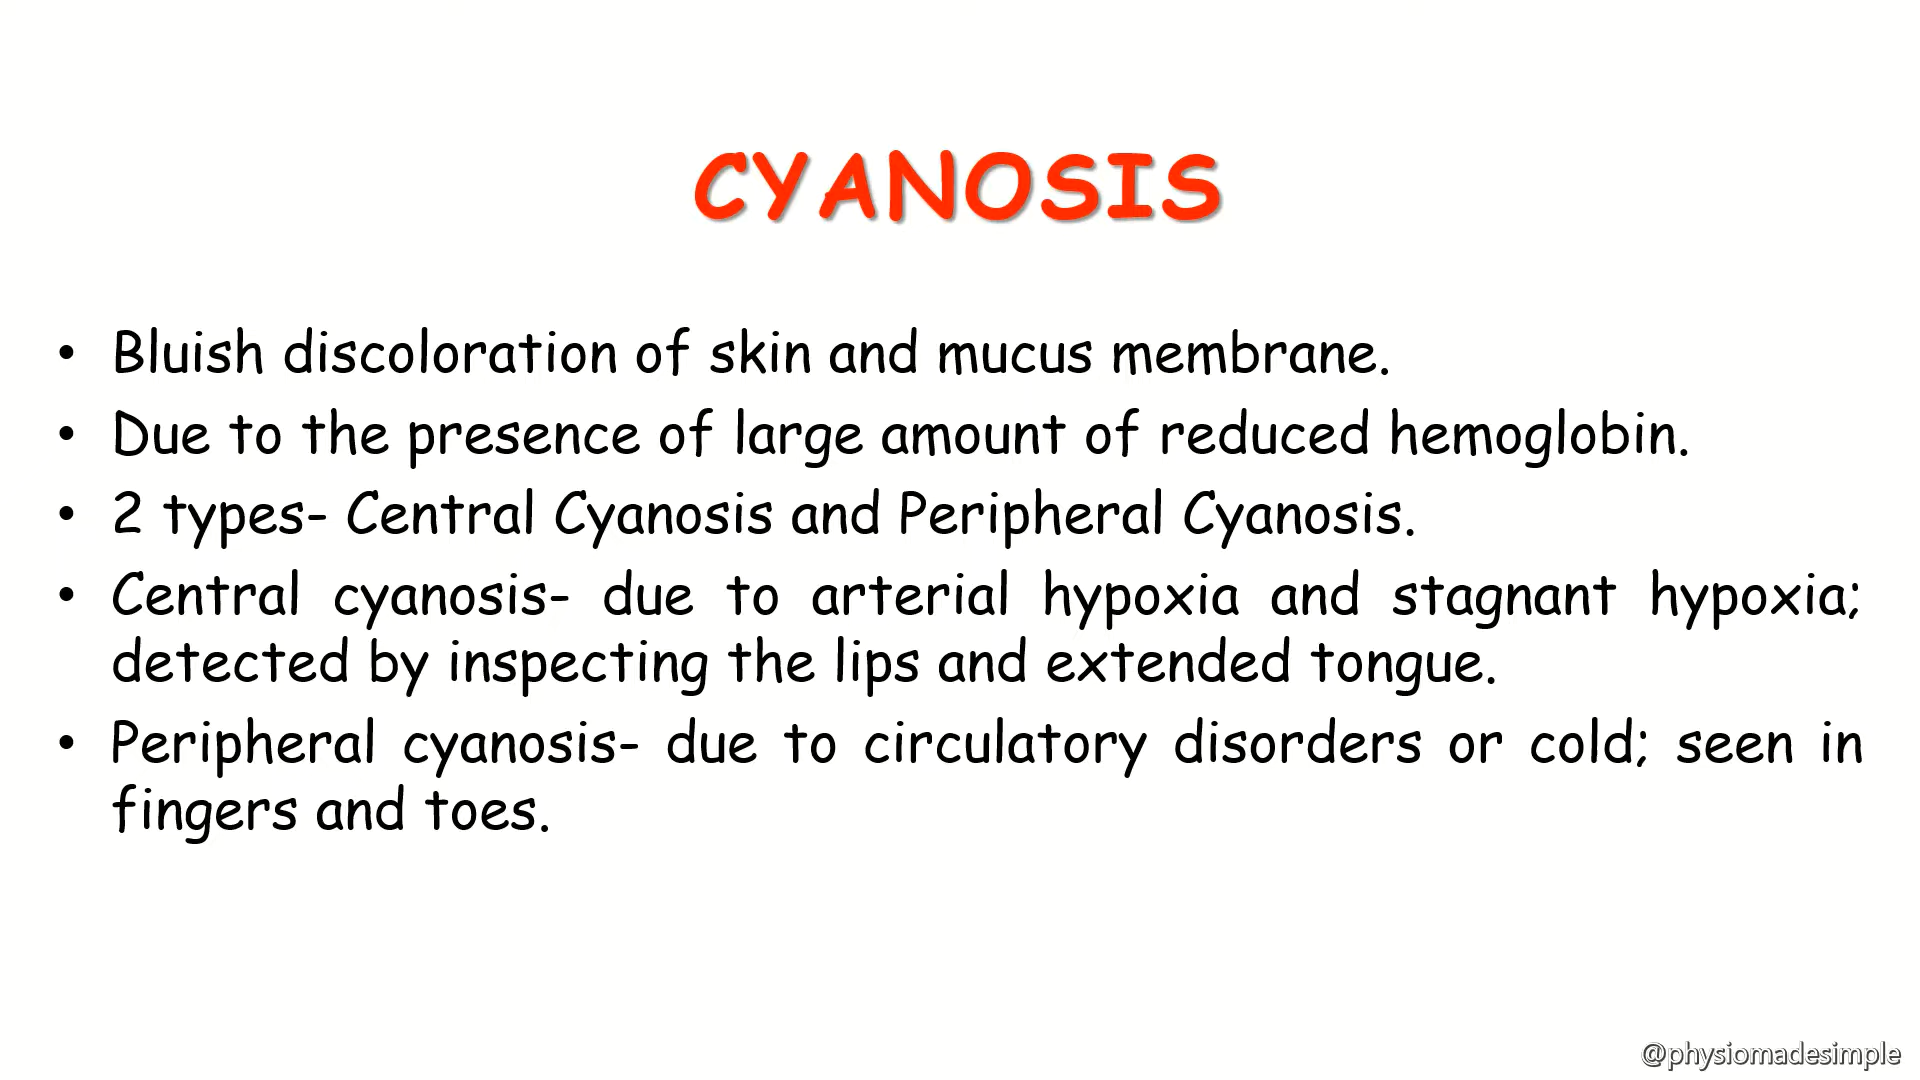 CYANOSIS
• Bluish discoloration of skin and mucus membrane.
• Due to the presence of large amount of reduced hemoglobin.
• 2 types- Central Cyanosis and Peripheral Cyanosis.
• Central cyanosis- due to arterial hypoxia and stagnant hypoxia;
detected by inspecting the lips and extended tongue.
• Peripheral cyanosis- due to circulatory disorders or cold; seen in
fingers and toes.
@physiomadesimple